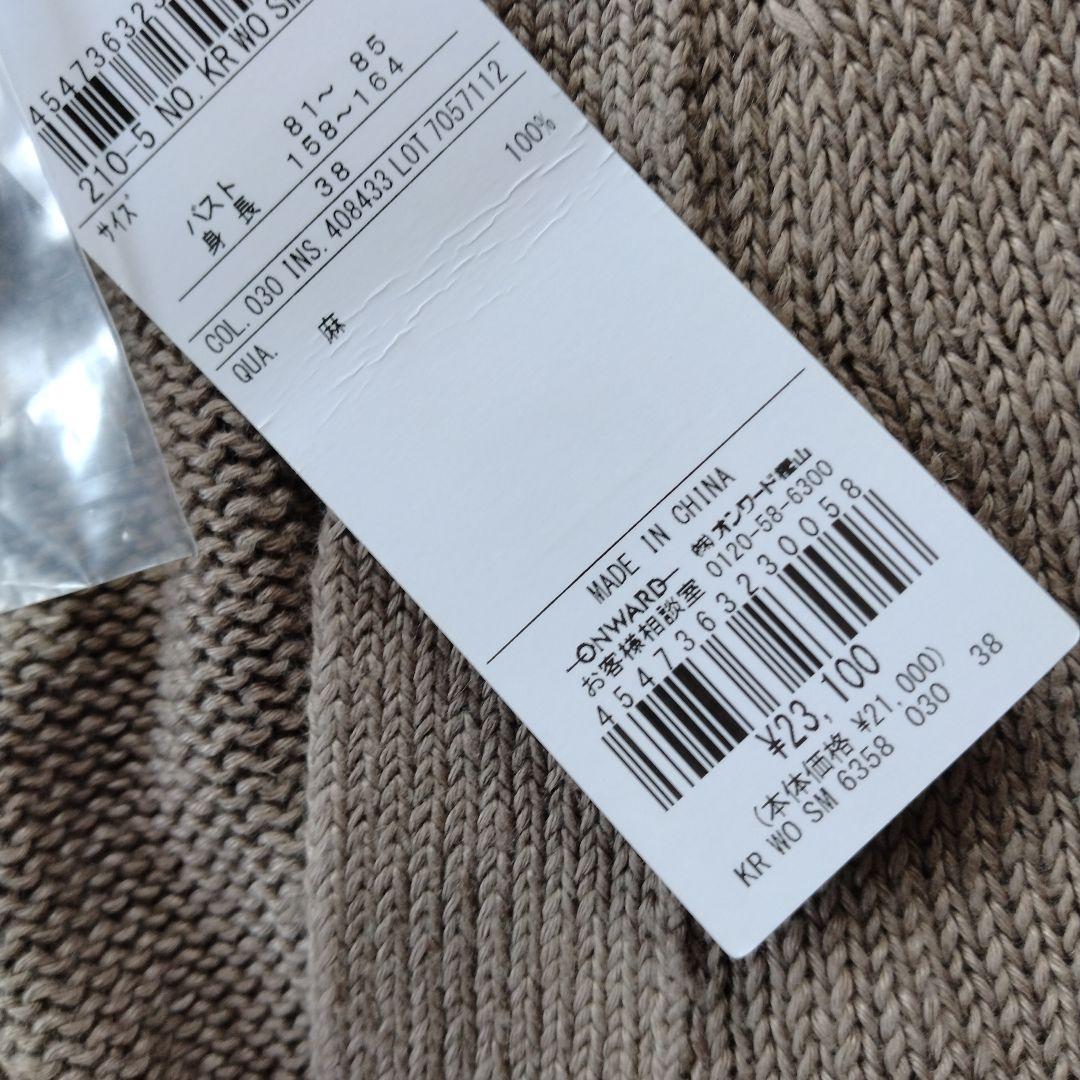 454736323
210-5 NO. KR WO SM
サイズ
バスト 81～ 85
身長 158～164
38
COL. 030 INS. 408433 LOT 7057112
QUA. 麻 100%
MADE IN CHINA
ONWARD ㈱オンワード樫山
お客様相談室 0120-58-6300
4547363230058
¥23,100
(本体価格 ¥21,000)
KR WO SM 6358 030 38